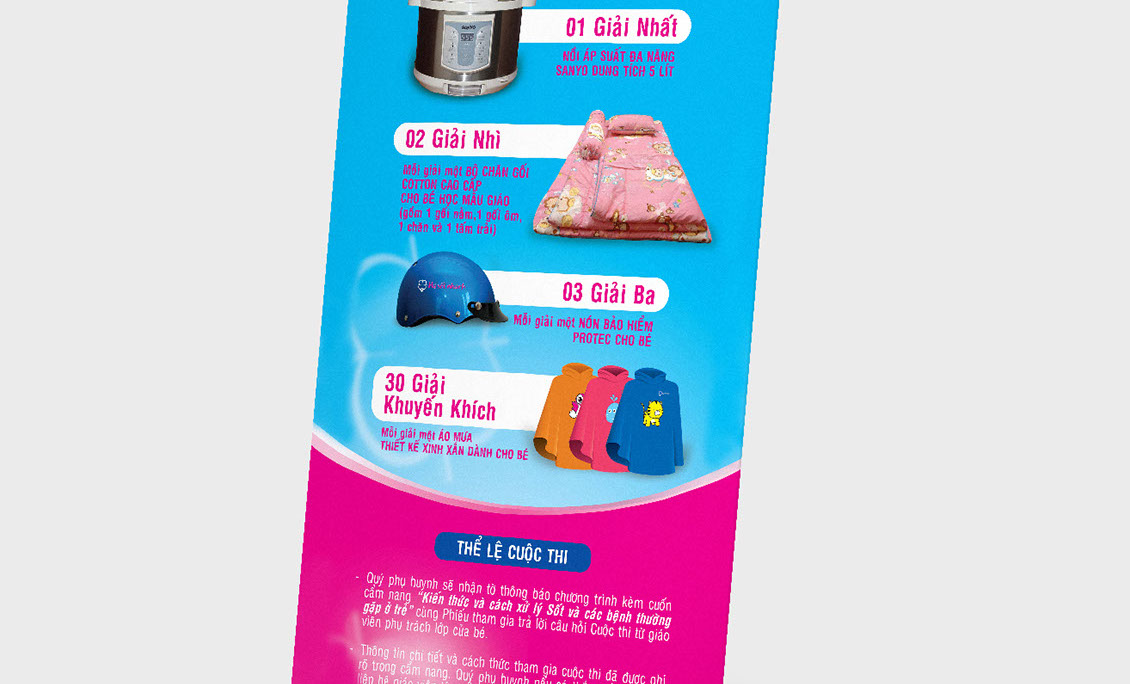 01 Giải Nhất
NỒI ÁP SUẤT ĐA NĂNG
SANYO DUNG TÍCH 5 LÍT
02 Giải Nhì
Mỗi giải một BỘ CHĂN GỐI
COTTON CAO CẤP
CHO BÉ HỌC MẪU GIÁO
(gồm 1 gối nằm,1 gối ôm,
1 chăn và 1 tấm trải)
03 Giải Ba
Mỗi giải một NÓN BẢO HIỂM
PROTEC CHO BÉ
30 Giải
Khuyến Khích
Mỗi giải một ÁO MƯA
THIẾT KẾ XINH XẮN DÀNH CHO BÉ
THỂ LỆ CUỘC THI
- Quý phụ huynh sẽ nhận tờ thông báo chương trình kèm cuốn
cẩm nang "Kiến thức và cách xử lý Sốt và các bệnh thường
gặp ở trẻ" cùng Phiếu tham gia trả lời câu hỏi Cuộc thi từ giáo
viên phụ trách lớp của bé.
- Thông tin chi tiết và cách thức tham gia cuộc thi đã được ghi
rõ trong cẩm nang. Quý phụ huynh nếu có